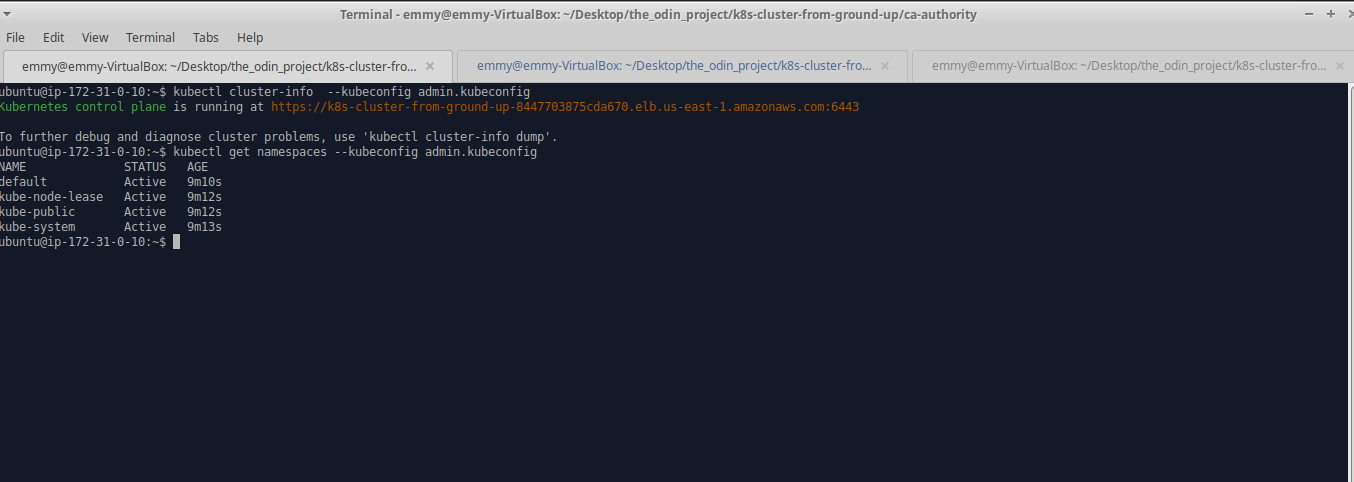 Terminal - emmy@emmy-VirtualBox: ~/Desktop/the_odin_project/k8s-cluster-from-ground-up/ca-authority
File Edit View Terminal Tabs Help
emmy@emmy-VirtualBox: ~/Desktop/the_odin_project/k8s-cluster-fro... × emmy@emmy-VirtualBox: ~/Desktop/the_odin_project/k8s-cluster-fro... × emmy@emmy-VirtualBox: ~/Desktop/the_odin_project/k8s-cluster-fro... ×
ubuntu@ip-172-31-0-10:~$ kubectl cluster-info  --kubeconfig admin.kubeconfig
Kubernetes control plane is running at https://k8s-cluster-from-ground-up-8447703875cda670.elb.us-east-1.amazonaws.com:6443
To further debug and diagnose cluster problems, use 'kubectl cluster-info dump'.
ubuntu@ip-172-31-0-10:~$ kubectl get namespaces --kubeconfig admin.kubeconfig
NAME              STATUS   AGE
default           Active   9m10s
kube-node-lease   Active   9m12s
kube-public       Active   9m12s
kube-system       Active   9m13s
ubuntu@ip-172-31-0-10:~$